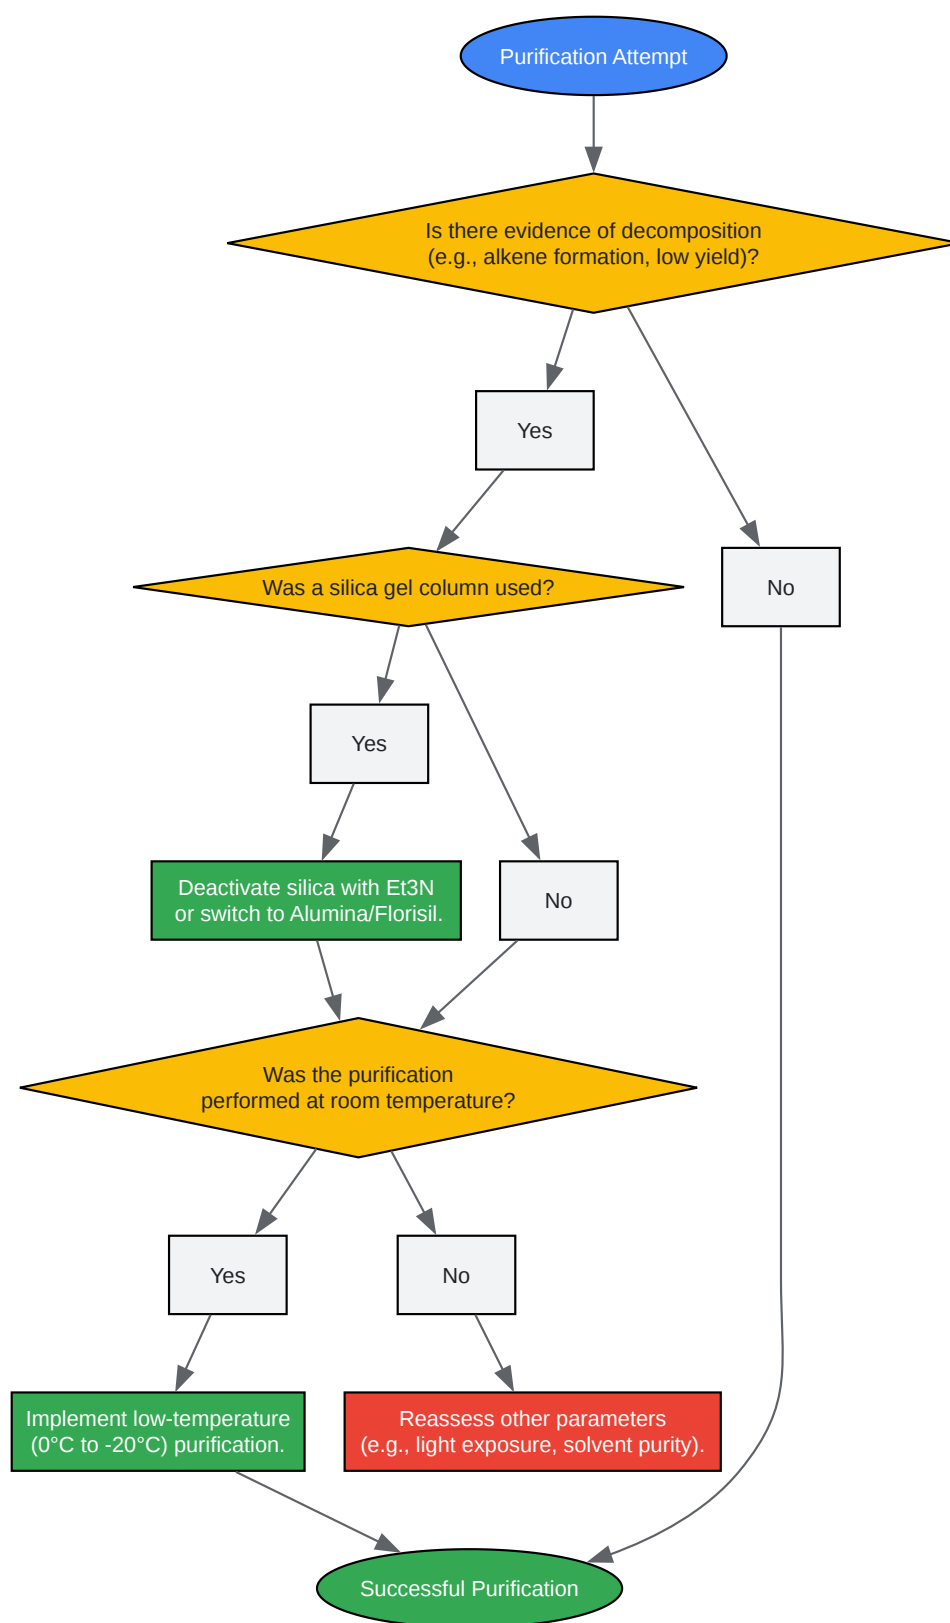 Purification Attempt
Is there evidence of decomposition
(e.g., alkene formation, low yield)?
Yes
Was a silica gel column used?
No
Yes
Deactivate silica with Et3N
or switch to Alumina/Florisil.
No
Was the purification
performed at room temperature?
Yes
No
Implement low-temperature
(0°C to -20°C) purification.
Reassess other parameters
(e.g., light exposure, solvent purity).
Successful Purification